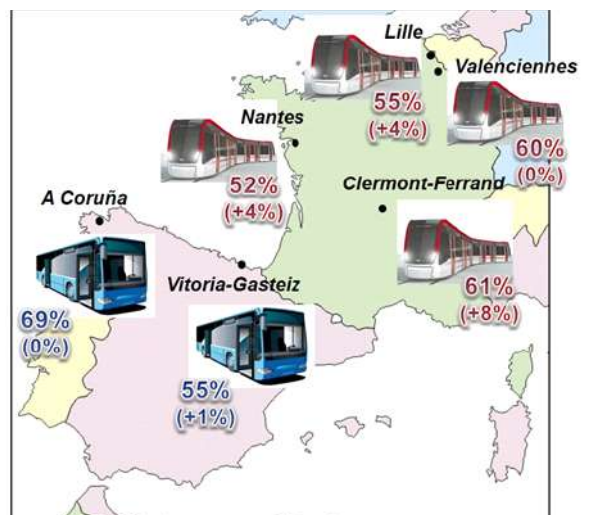 Lille
Valenciennes
55%
(+4%)
Nantes
60%
(0%)
52%
(+4%)
Clermont-Ferrand
A Coruña
Vitoria-Gasteiz
61%
(+8%)
69%
(0%)
55%
(+1%)